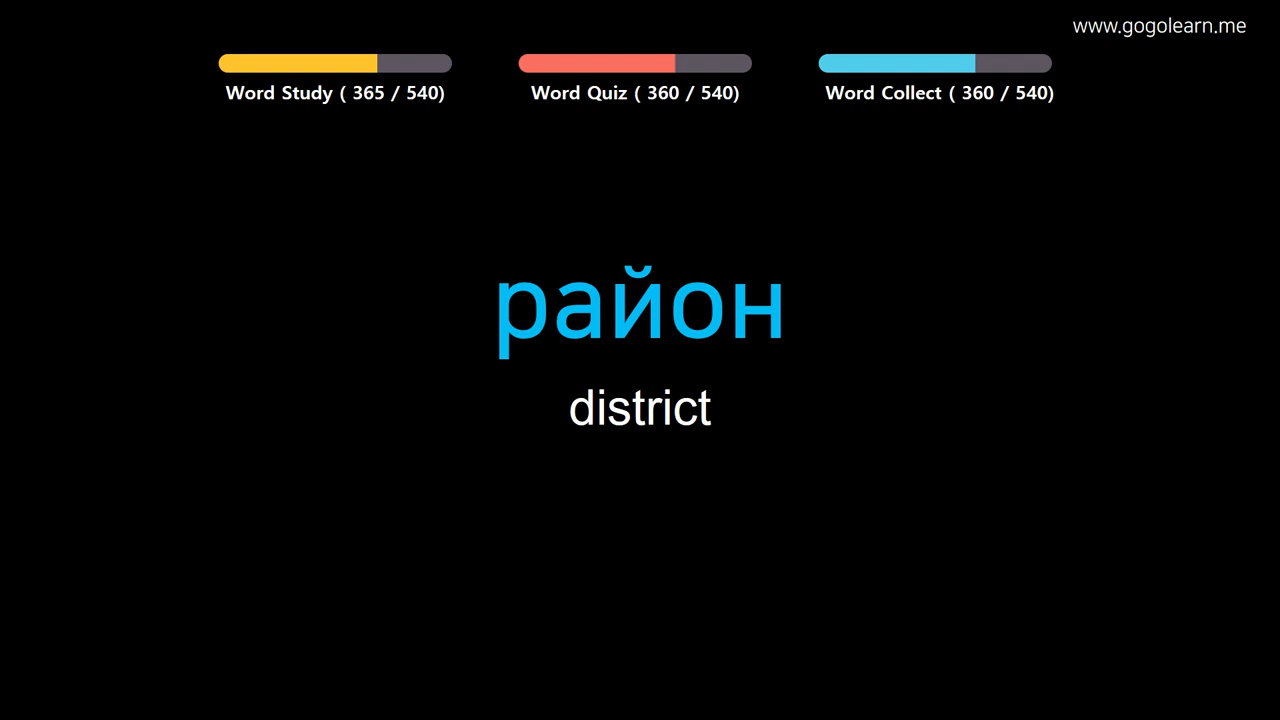 www.gogolearn.me
Word Study ( 365 / 540)
Word Quiz ( 360 / 540)
Word Collect ( 360 / 540)
район
district